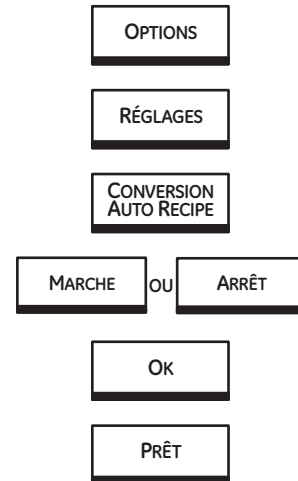 OPTIONS
RÉGLAGES
CONVERSION
AUTO RECIPE
MARCHE OU ARRÊT
OK
PRÊT